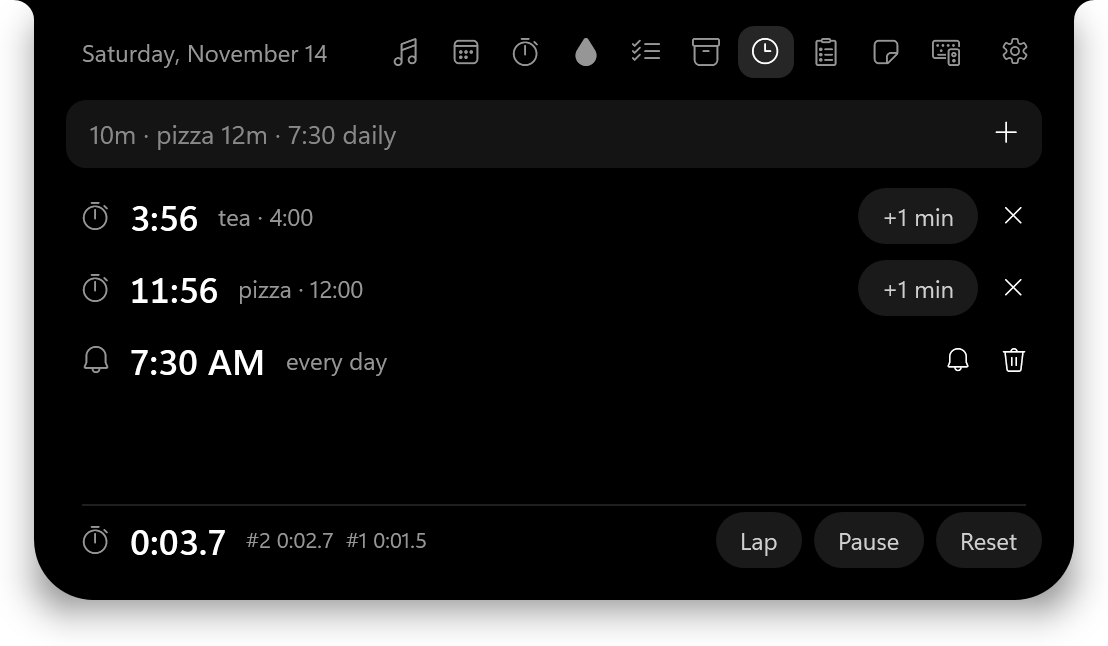 Saturday, November 14
10m · pizza 12m · 7:30 daily
3:56 tea · 4:00 +1 min
11:56 pizza · 12:00 +1 min
7:30 AM every day
0:03.7 #2 0:02.7 #1 0:01.5 Lap Pause Reset